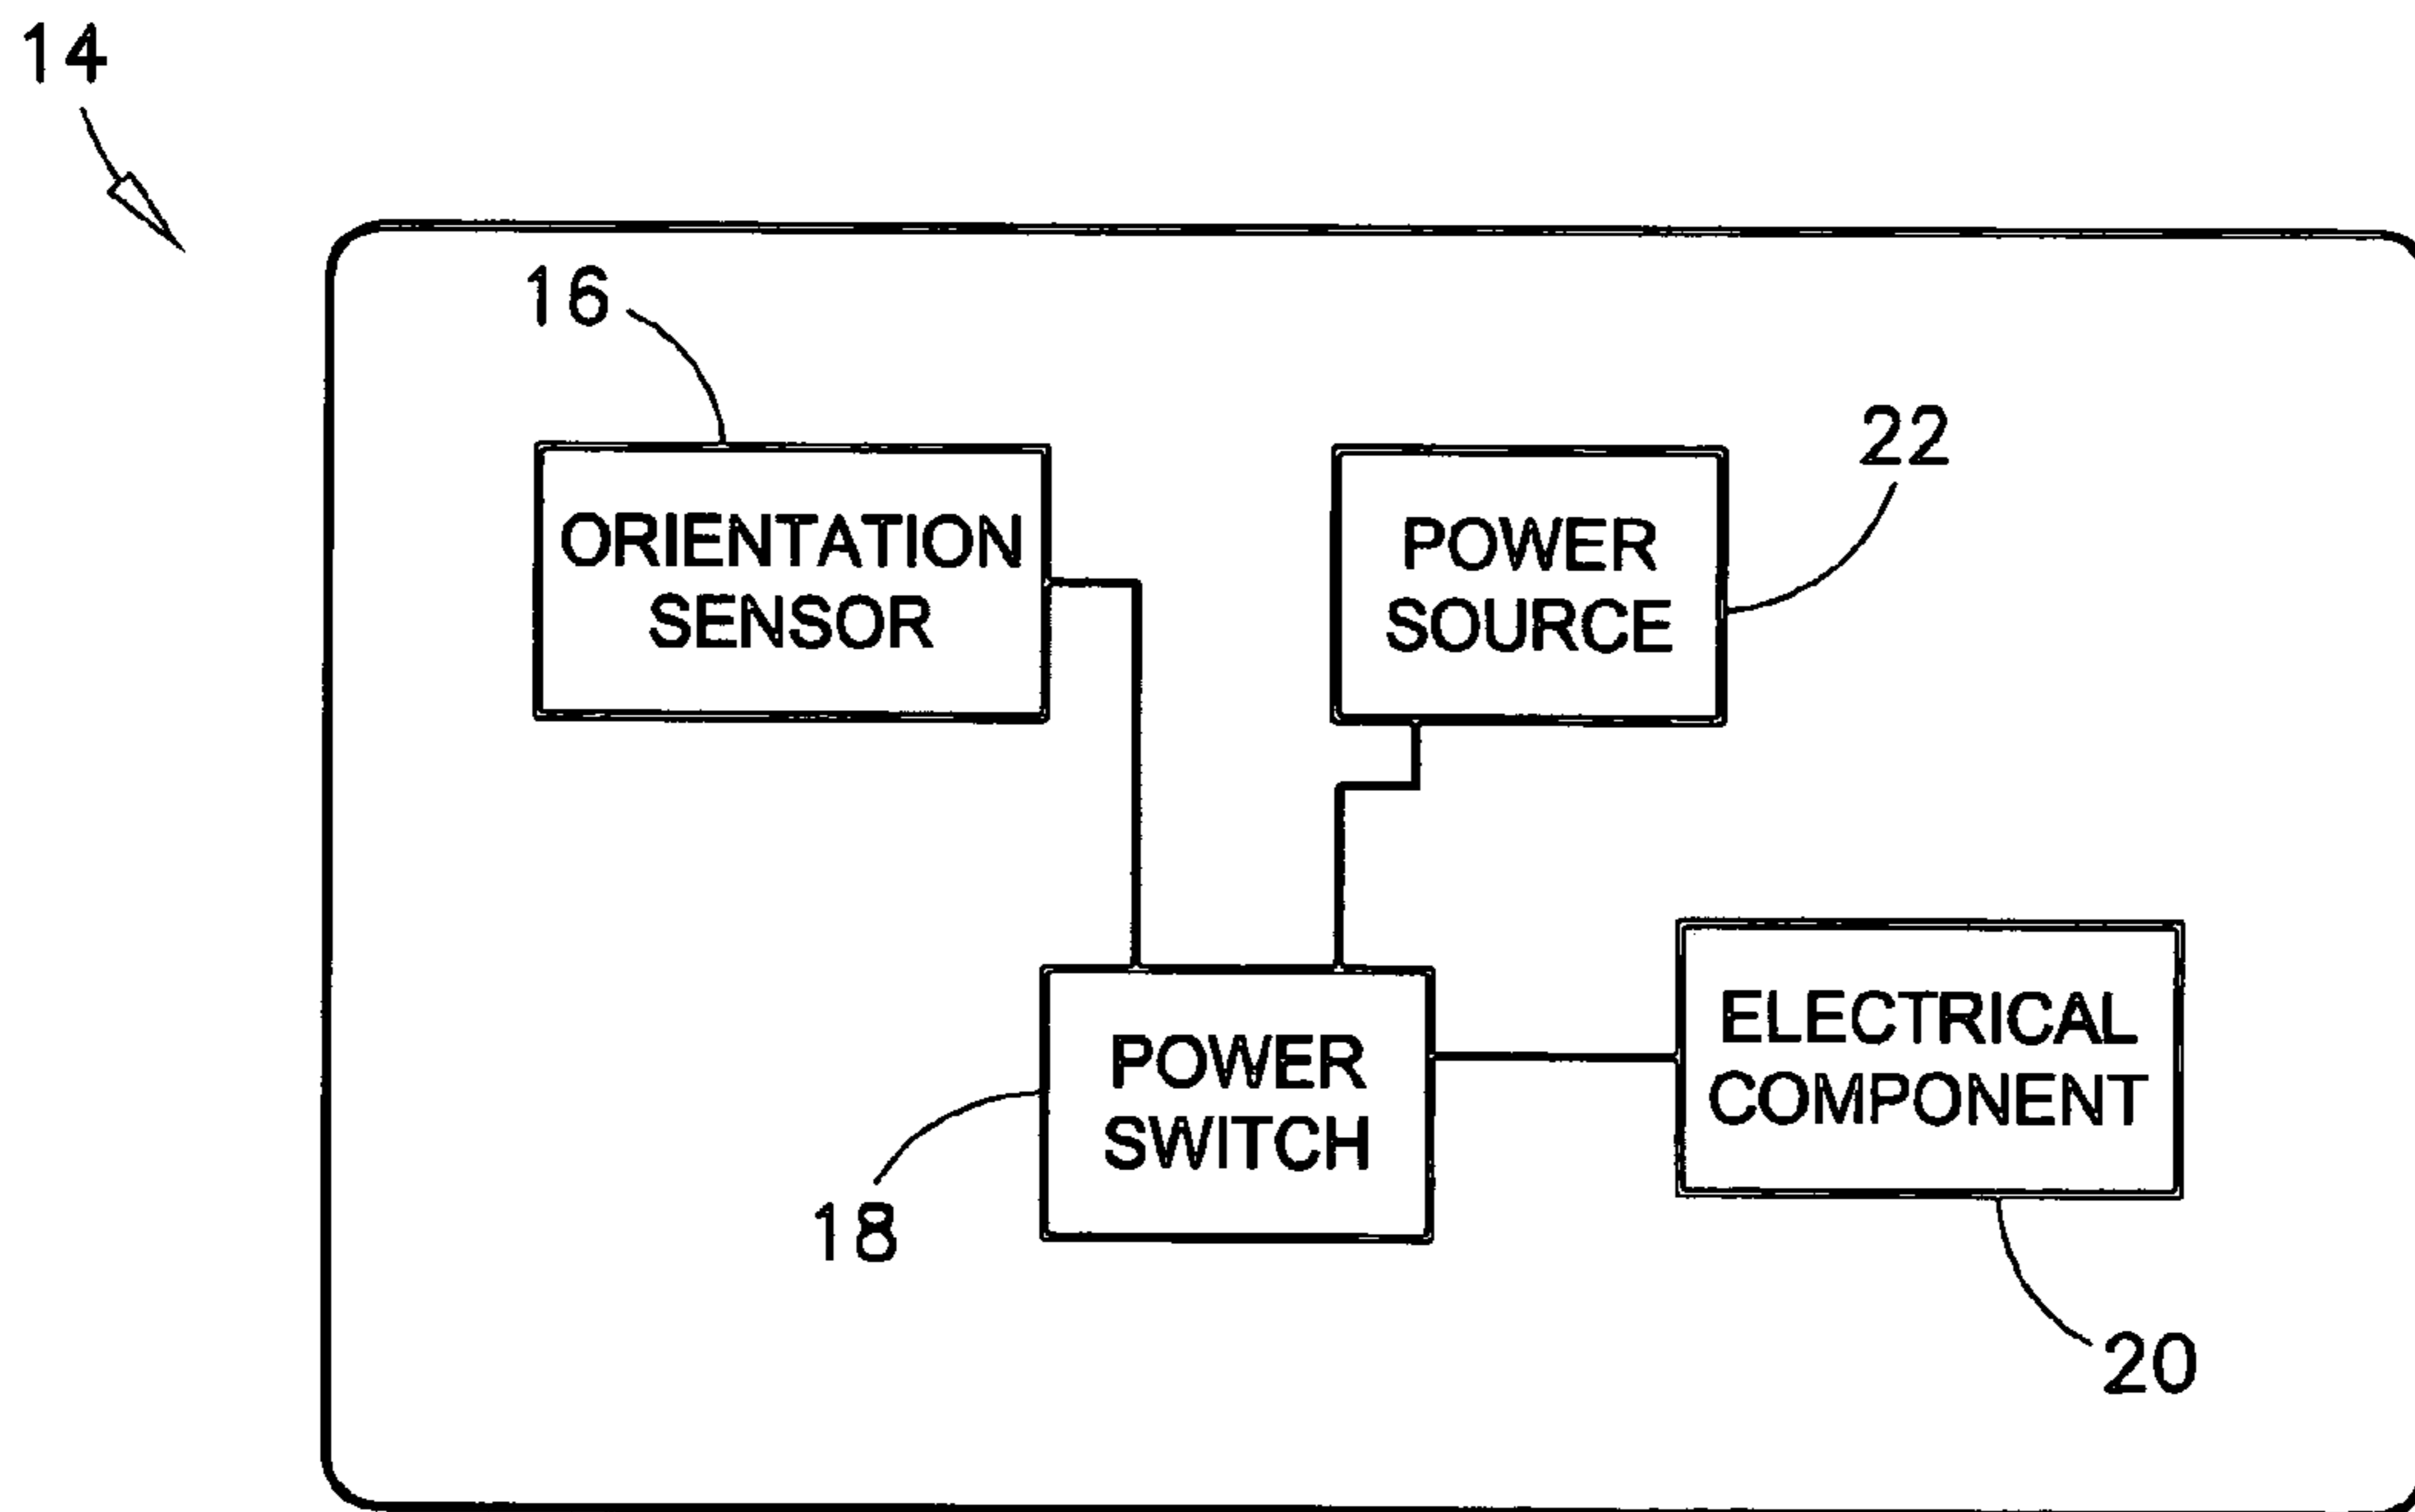 14
16
22
ORIENTATION
SENSOR
POWER
SOURCE
POWER
SWITCH
ELECTRICAL
COMPONENT
18
20